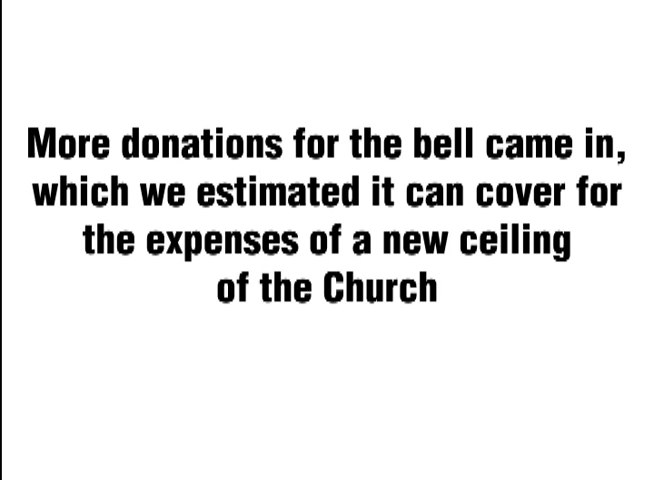 More donations for the bell came in,
which we estimated it can cover for
the expenses of a new ceiling
of the Church